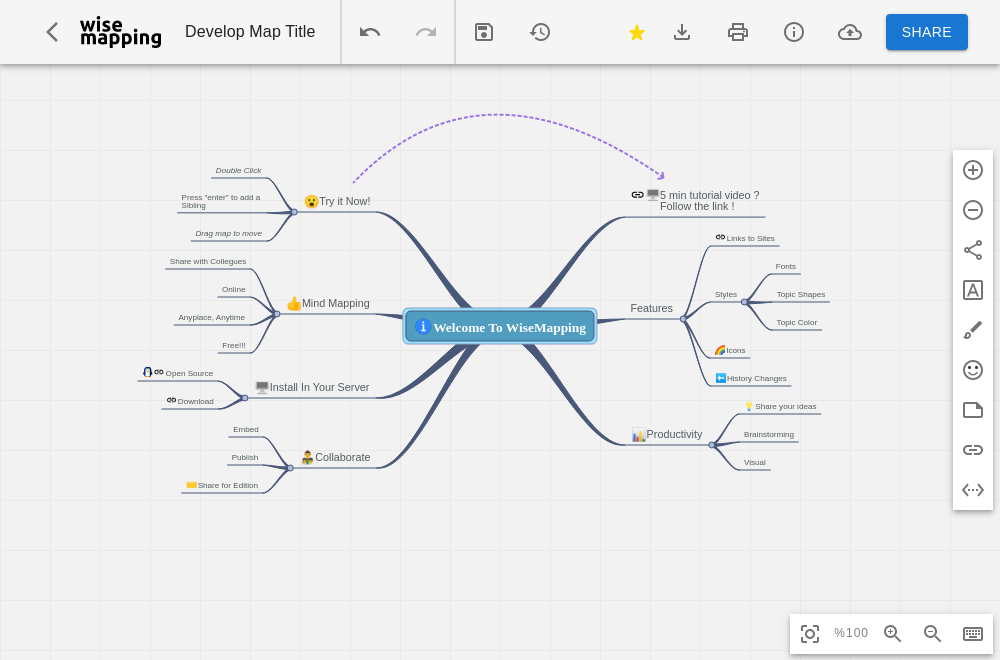 wise
mapping
Develop Map Title
SHARE
Double Click
Press "enter" to add a
Sibling
Drag map to move
😮Try it Now!
Share with Collegues
Online
Anyplace, Anytime
Free!!!
👍Mind Mapping
Open Source
Download
🖥️Install In Your Server
Embed
Publish
Share for Edition
Collaborate
Welcome To WiseMapping
5 min tutorial video ?
Follow the link !
Links to Sites
Features
Styles
Fonts
Topic Shapes
Topic Color
Icons
History Changes
Productivity
Share your ideas
Brainstorming
Visual
%100